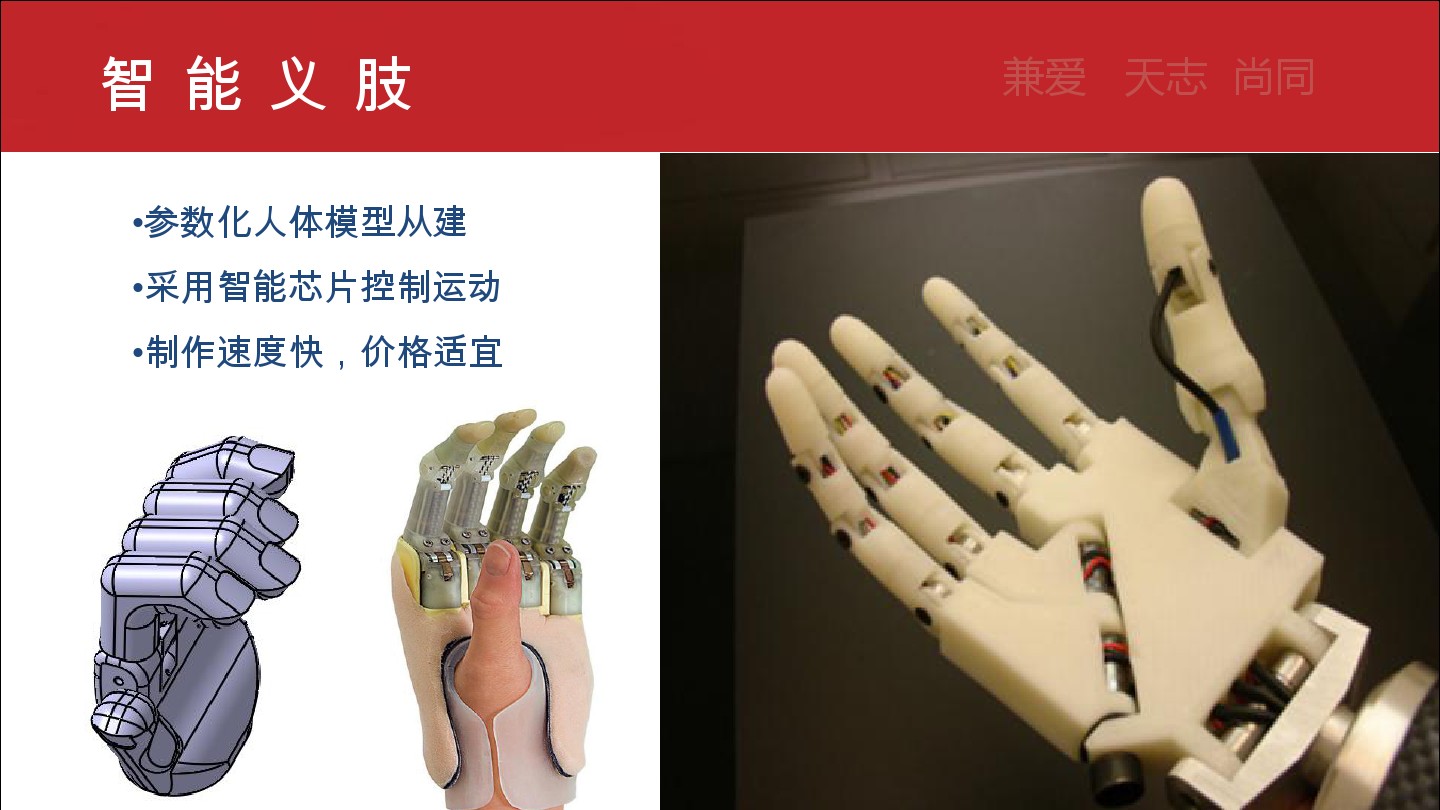 智能义肢
兼爱 天志 尚同
•参数化人体模型从建
•采用智能芯片控制运动
•制作速度快，价格适宜